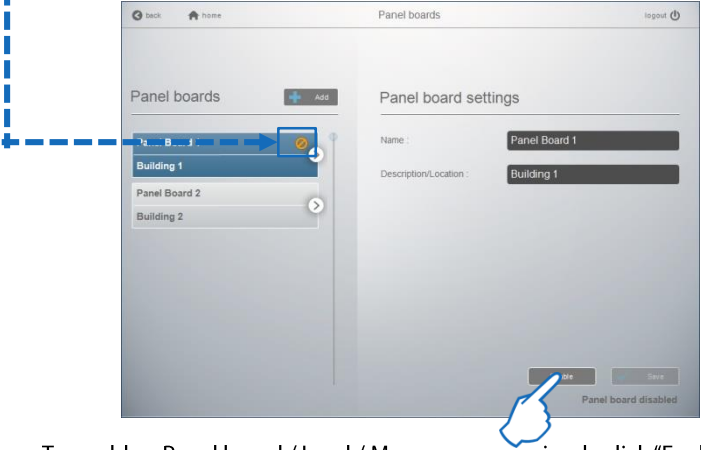 back home Panel boards logout
Panel boards Add
Panel board settings
Name : Panel Board 1
Building 1
Description/Location : Building 1
Panel Board 2
Building 2
Save
Panel board disabled